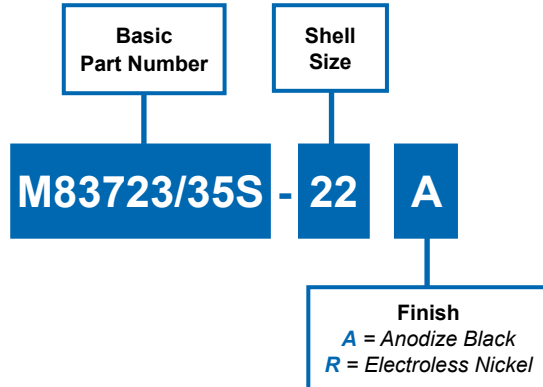 Basic
Part Number
Shell
Size
M83723/35S - 22 A
Finish
A = Anodize Black
R = Electroless Nickel